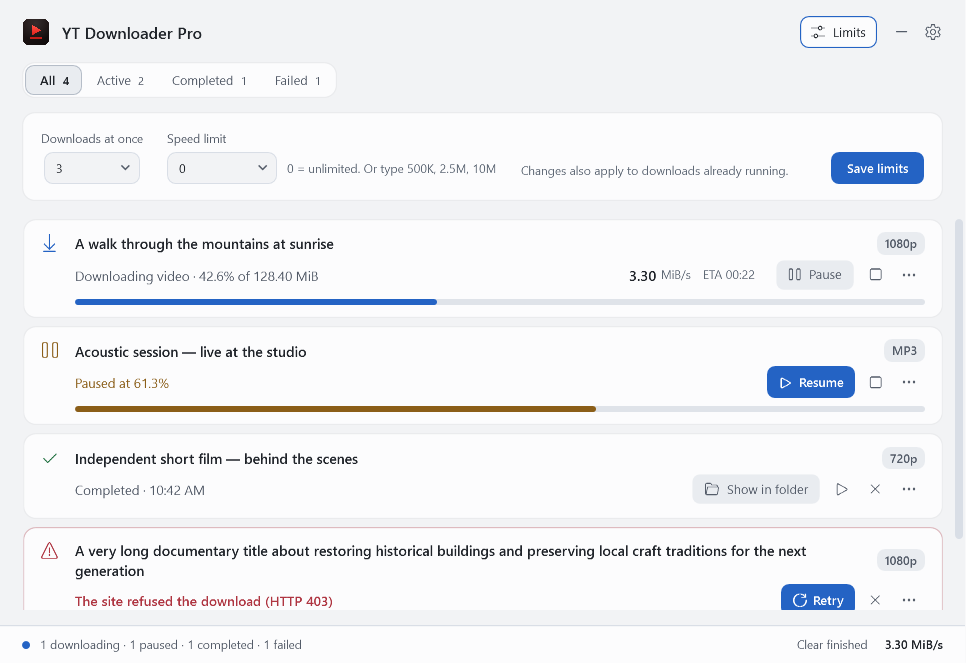 YT Downloader Pro
Limits
All 4
Active 2
Completed 1
Failed 1
Downloads at once
Speed limit
3
0
0 = unlimited. Or type 500K, 2.5M, 10M
Changes also apply to downloads already running.
Save limits
A walk through the mountains at sunrise
1080p
Downloading video · 42.6% of 128.40 MiB
3.30 MiB/s
ETA 00:22
Pause
Acoustic session — live at the studio
MP3
Paused at 61.3%
Resume
Independent short film — behind the scenes
720p
Completed · 10:42 AM
Show in folder
A very long documentary title about restoring historical buildings and preserving local craft traditions for the next
generation
1080p
The site refused the download (HTTP 403)
Retry
1 downloading · 1 paused · 1 completed · 1 failed
Clear finished
3.30 MiB/s